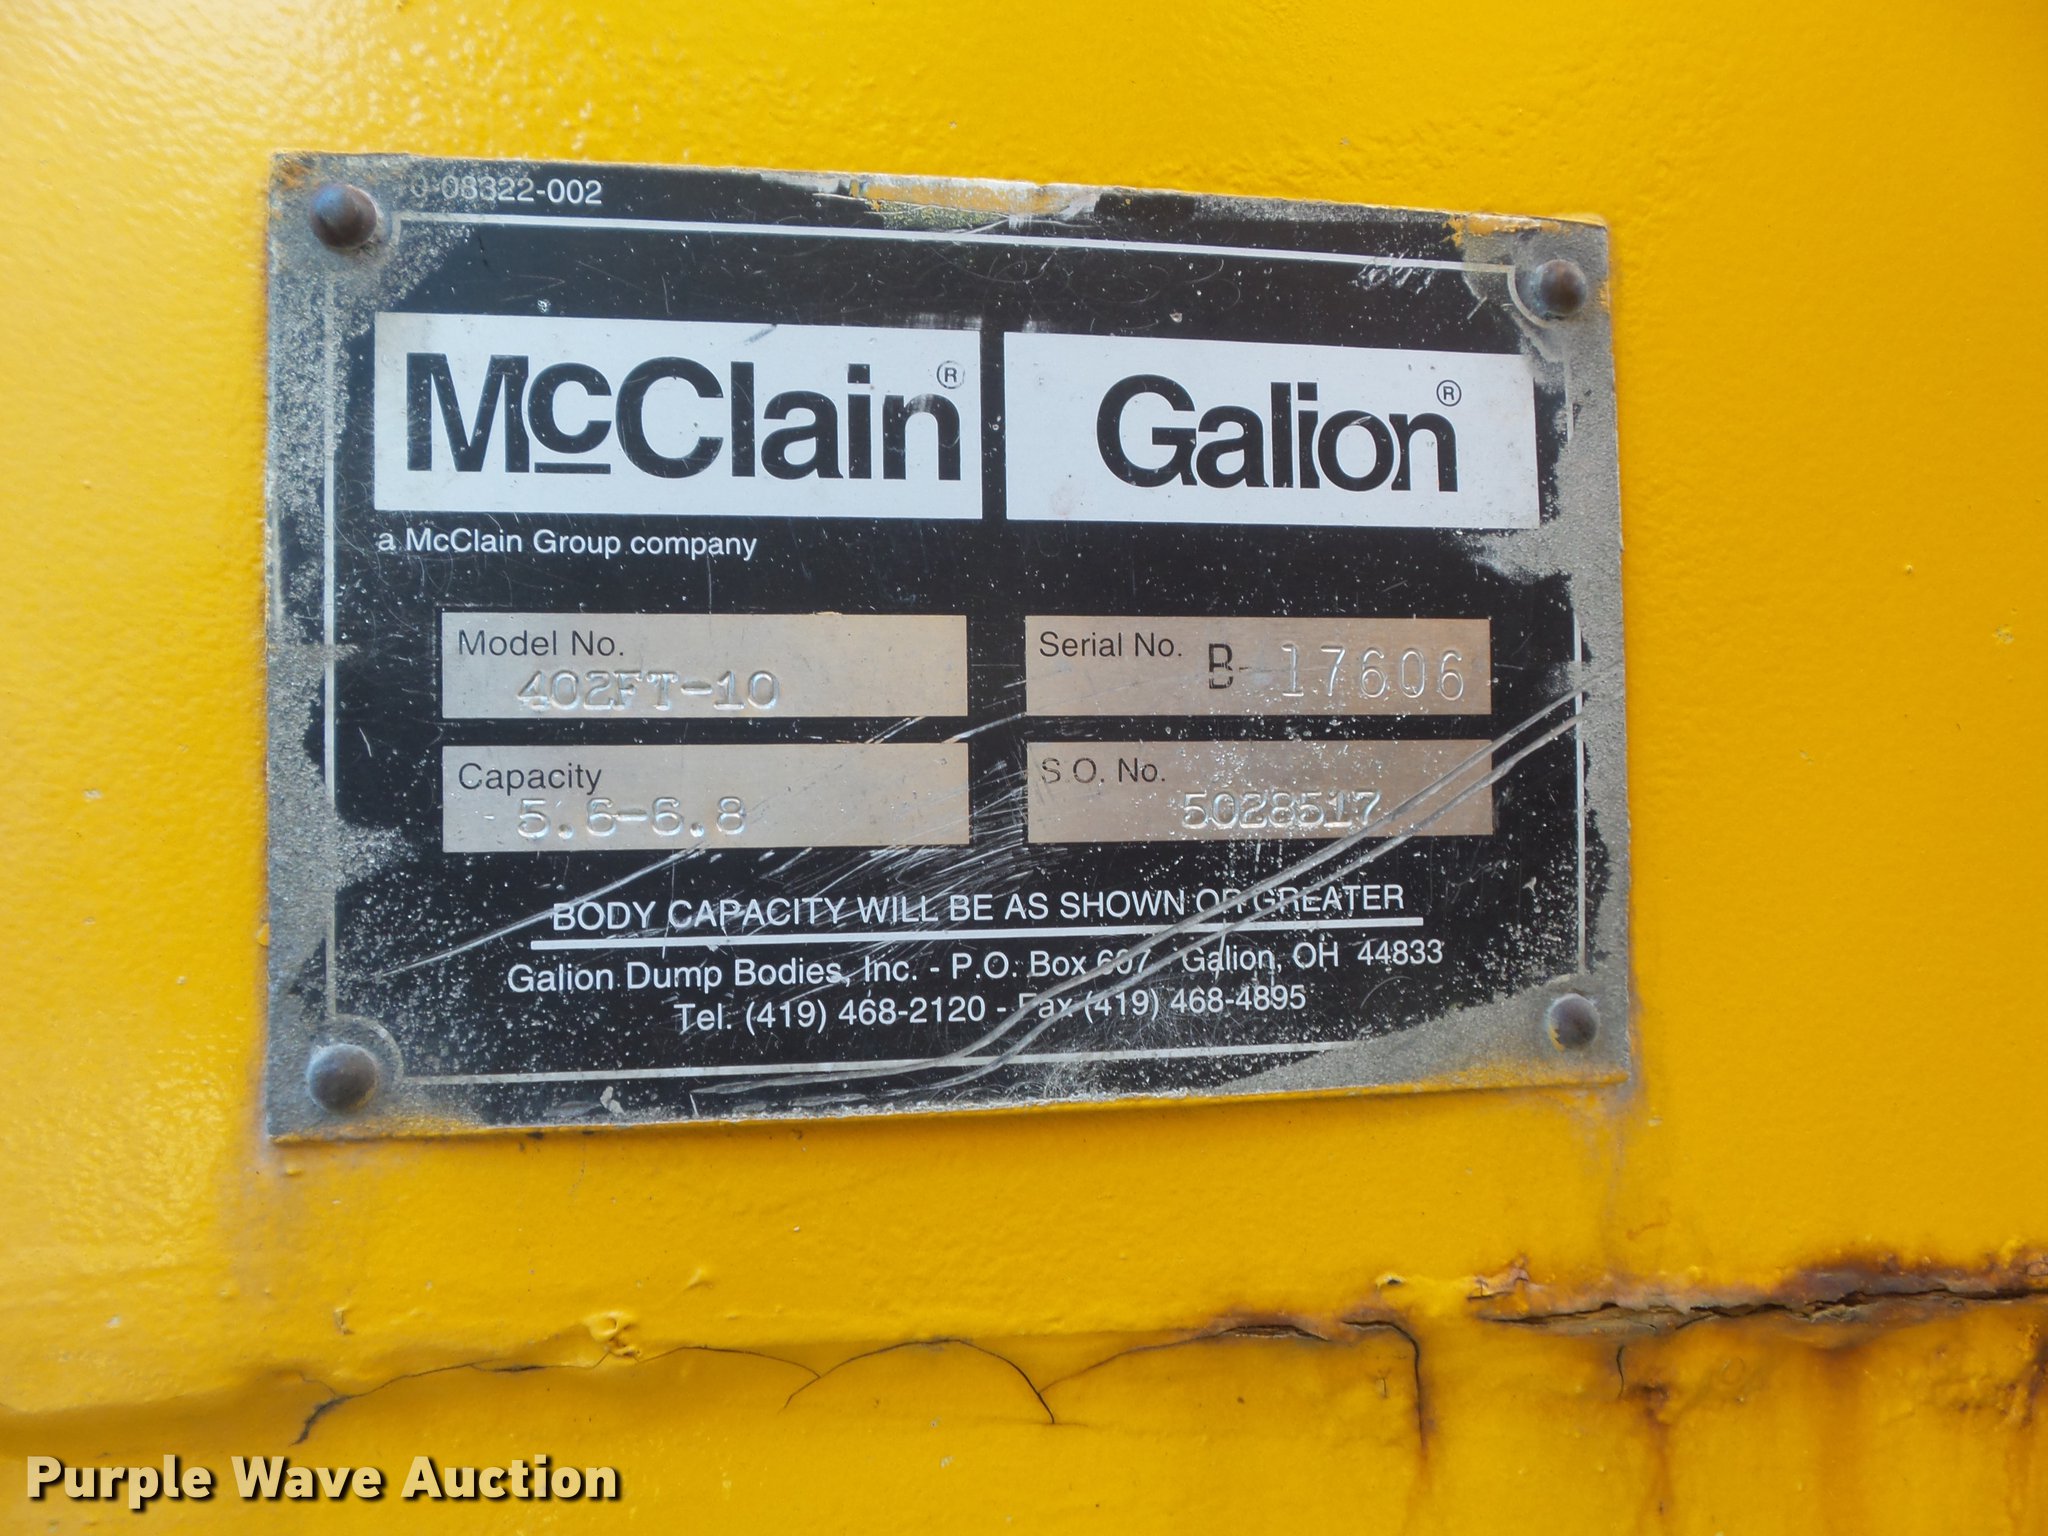 0-08322-002
McClain® Galion®
a McClain Group company
Model No. 402FT-10
Serial No. B-17606
Capacity 5.6-6.8
S.O. No. 5028517
BODY CAPACITY WILL BE AS SHOWN OR GREATER
Galion Dump Bodies, Inc. - P.O. Box 607 Galion, OH 44833
Tel. (419) 468-2120 - Fax (419) 468-4895
Purple Wave Auction